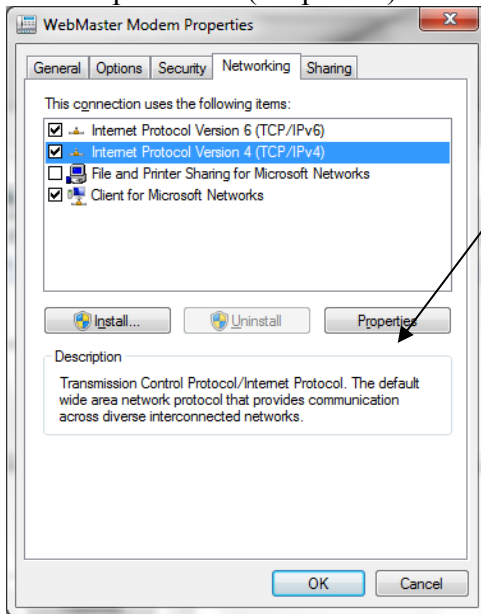 WebMaster Modem Properties
General Options Security Networking Sharing
This connection uses the following items:
Internet Protocol Version 6 (TCP/IPv6)
Internet Protocol Version 4 (TCP/IPv4)
File and Printer Sharing for Microsoft Networks
Client for Microsoft Networks
Install... Uninstall Properties
Description
Transmission Control Protocol/Internet Protocol. The default
wide area network protocol that provides communication
across diverse interconnected networks.
OK Cancel